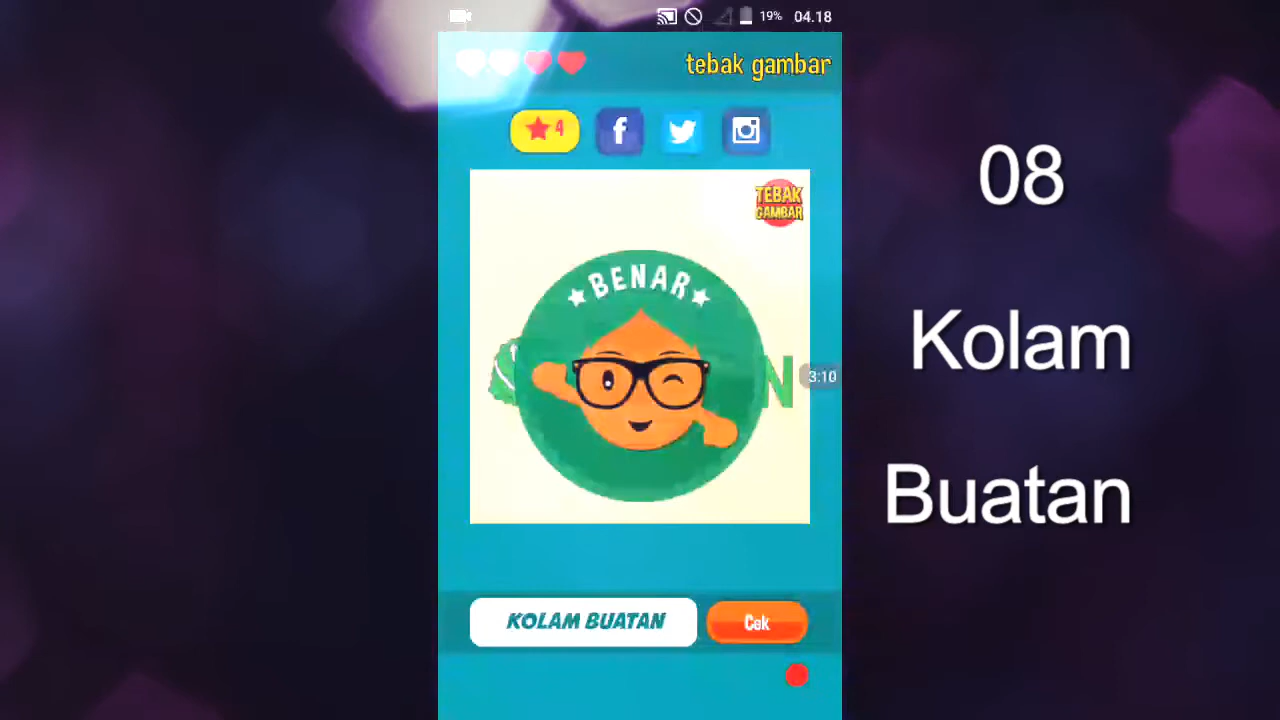 19% 04.18
tebak gambar
4
TEBAK
GAMBAR
BENAR
N
3:10
KOLAM BUATAN
Cek
08
Kolam
Buatan